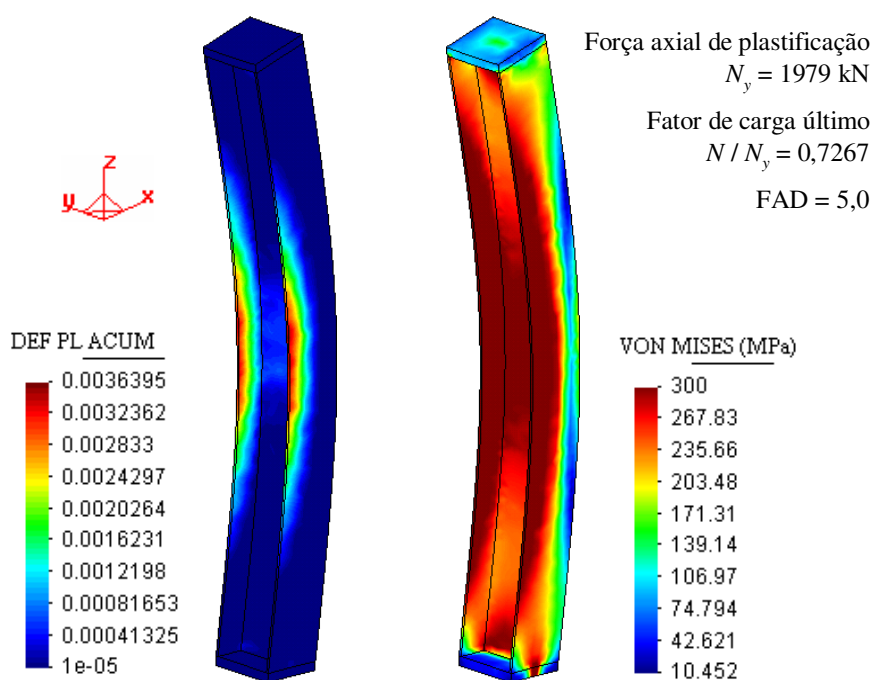 Força axial de plastificação
N_y = 1979 kN
Fator de carga último
N / N_y = 0,7267
FAD = 5,0
z
y
x
DEF PL ACUM
0.0036395
0.0032362
0.002833
0.0024297
0.0020264
0.0016231
0.0012198
0.00081653
0.00041325
1e-05
VON MISES (MPa)
300
267.83
235.66
203.48
171.31
139.14
106.97
74.794
42.621
10.452